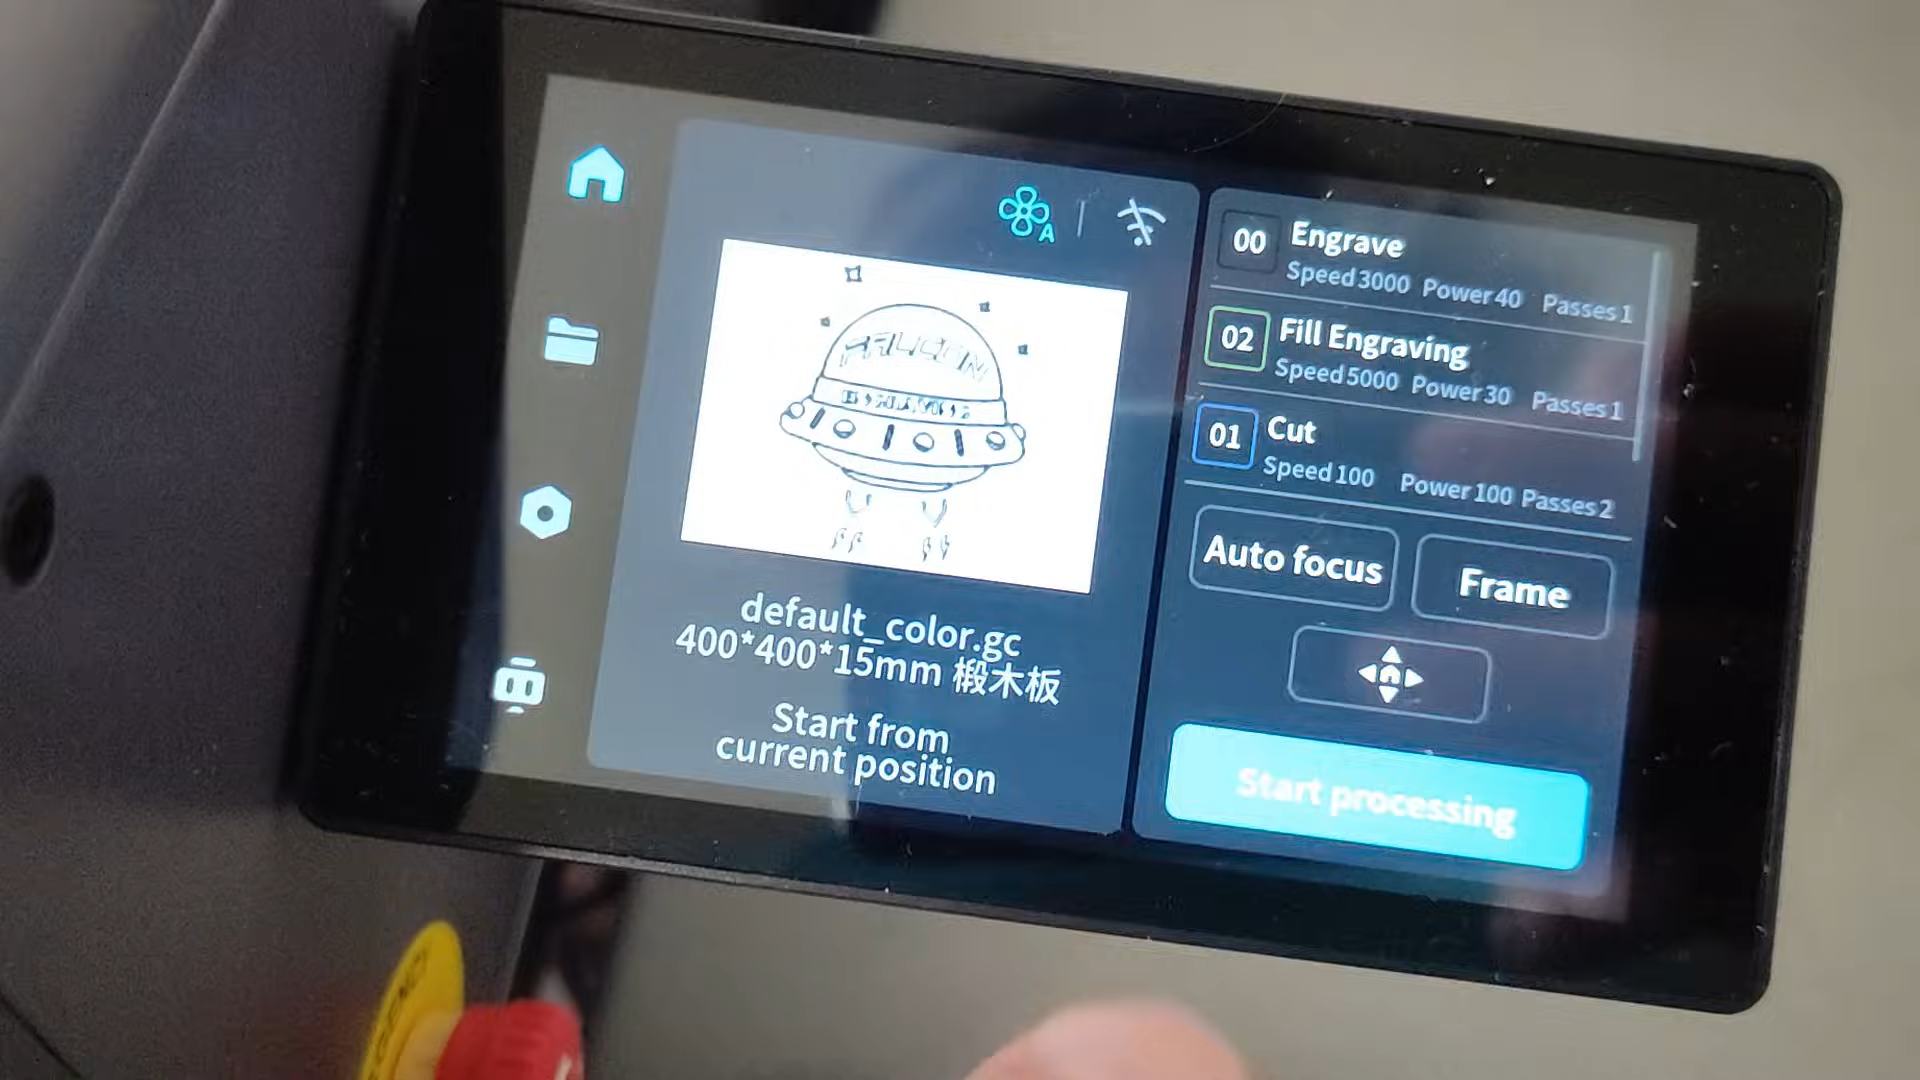 default_color.gc
400*400*15mm 椴木板
Start from
current position
00 Engrave
Speed 3000 Power 40 Passes 1
02 Fill Engraving
Speed 5000 Power 30 Passes 1
01 Cut
Speed 100 Power 100 Passes 2
Auto focus
Frame
Start processing